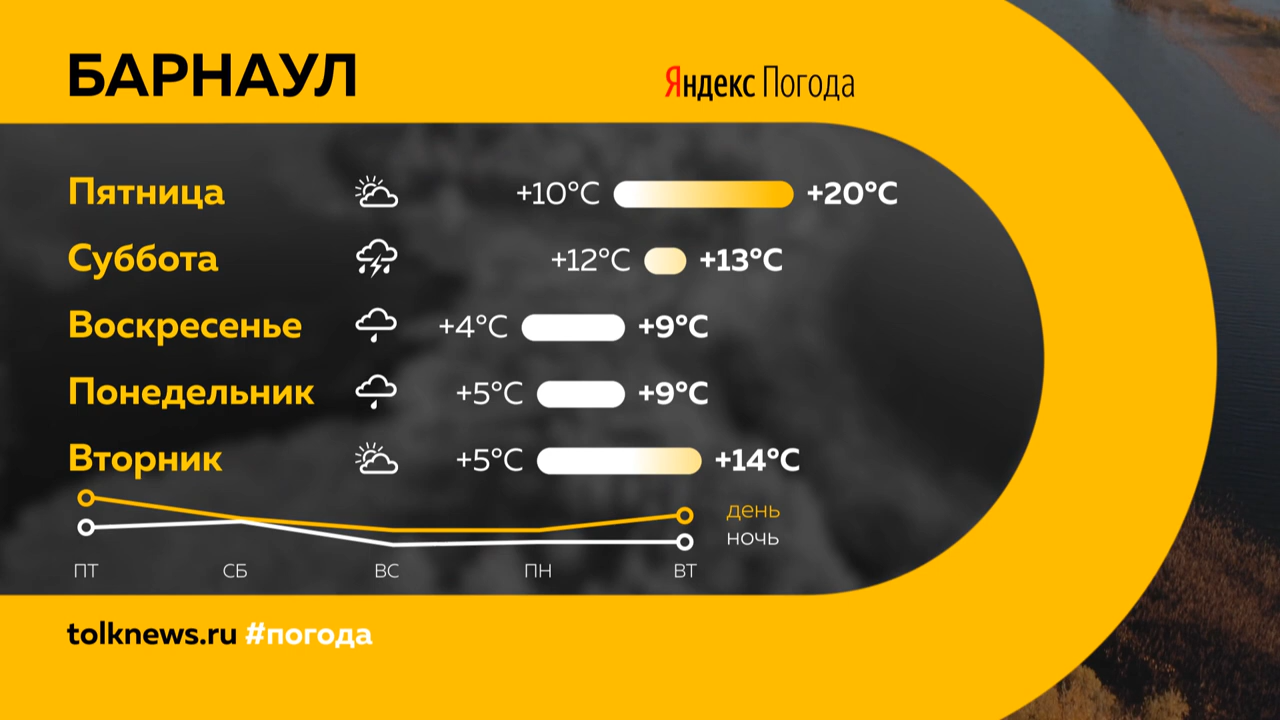 БАРНАУЛ
Яндекс Погода
Пятница +10°C +20°C
Суббота +12°C +13°C
Воскресенье +4°C +9°C
Понедельник +5°C +9°C
Вторник +5°C +14°C
день
ночь
ПТ СБ ВС ПН ВТ
tolknews.ru #погода